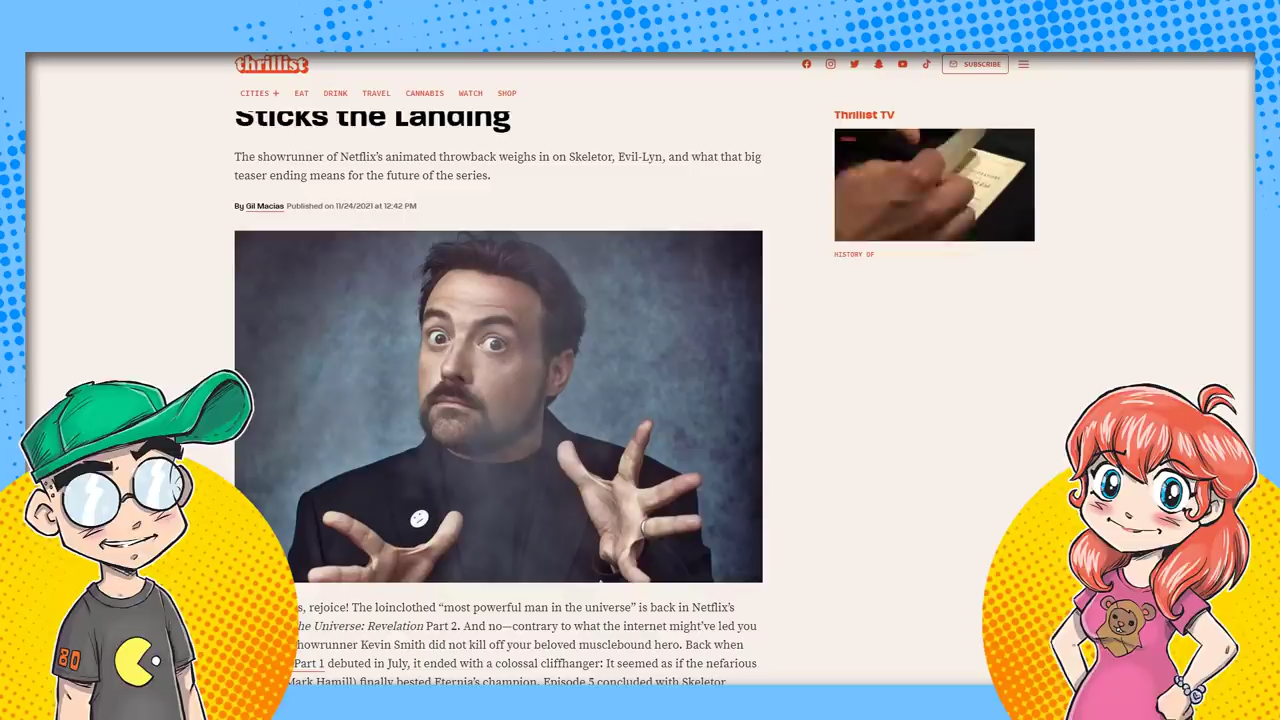 thrillist
SUBSCRIBE
CITIES + EAT DRINK TRAVEL CANNABIS WATCH SHOP
Sticks the Landing
The showrunner of Netflix’s animated throwback weighs in on Skeletor, Evil-Lyn, and what that big
teaser ending means for the future of the series.
By Gil Macias Published on 11/24/2021 at 12:42 PM
Thrillist TV
HISTORY OF
s, rejoice! The loinclothed “most powerful man in the universe” is back in Netflix’s
he Universe: Revelation Part 2. And no—contrary to what the internet might’ve led you
howrunner Kevin Smith did not kill off your beloved musclebound hero. Back when
Part 1 debuted in July, it ended with a colossal cliffhanger: It seemed as if the nefarious
Mark Hamill) finally bested Eternia’s champion. Episode 5 concluded with Skeletor
80